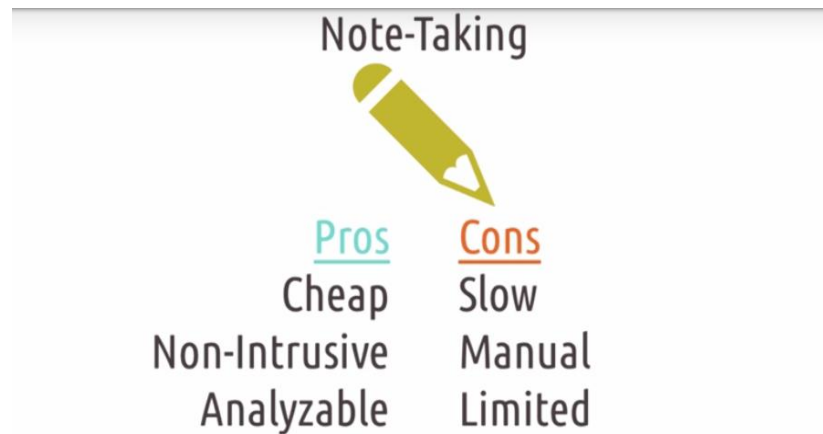 Note-Taking
Pros Cons
Cheap Slow
Non-Intrusive Manual
Analyzable Limited